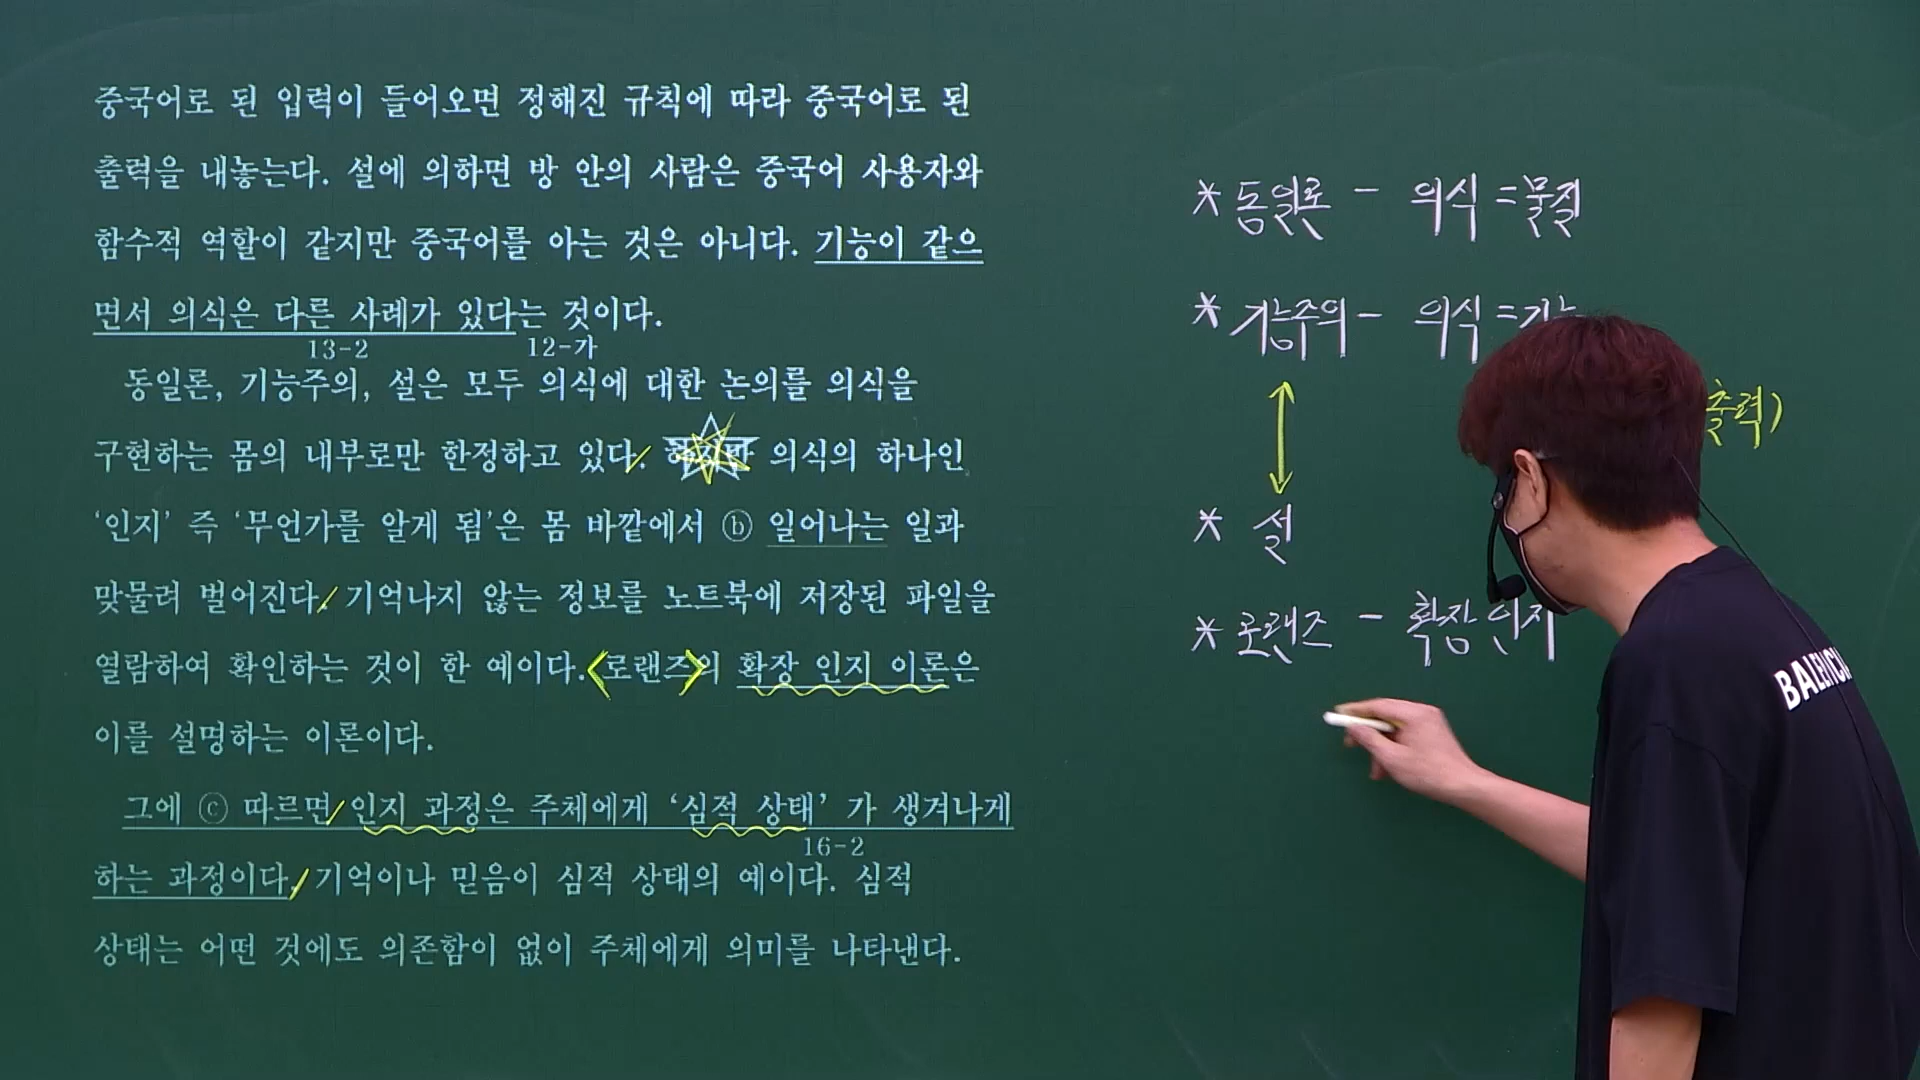 중국어로 된 입력이 들어오면 정해진 규칙에 따라 중국어로 된
출력을 내놓는다. 설에 의하면 방 안의 사람은 중국어 사용자와
함수적 역할이 같지만 중국어를 아는 것은 아니다. 기능이 같으
면서 의식은 다른 사례가 있다는 것이다.
13-2 12-가
동일론, 기능주의, 설은 모두 의식에 대한 논의를 의식을
구현하는 몸의 내부로만 한정하고 있다. 하지만 의식의 하나인
‘인지’ 즉 ‘무언가를 알게 됨’은 몸 바깥에서 ⓑ 일어나는 일과
맞물려 벌어진다. 기억나지 않는 정보를 노트북에 저장된 파일을
열람하여 확인하는 것이 한 예이다. <로랜즈>의 확장 인지 이론은
이를 설명하는 이론이다.
그에 ⓒ 따르면 인지 과정은 주체에게 ‘심적 상태’ 가 생겨나게
16-2
하는 과정이다. 기억이나 믿음이 심적 상태의 예이다. 심적
상태는 어떤 것에도 의존함이 없이 주체에게 의미를 나타낸다.
* 동일론 - 의식 = 물질
* 기능주의 - 의식 =
출력)
* 설
* 로랜즈 - 확장 인지